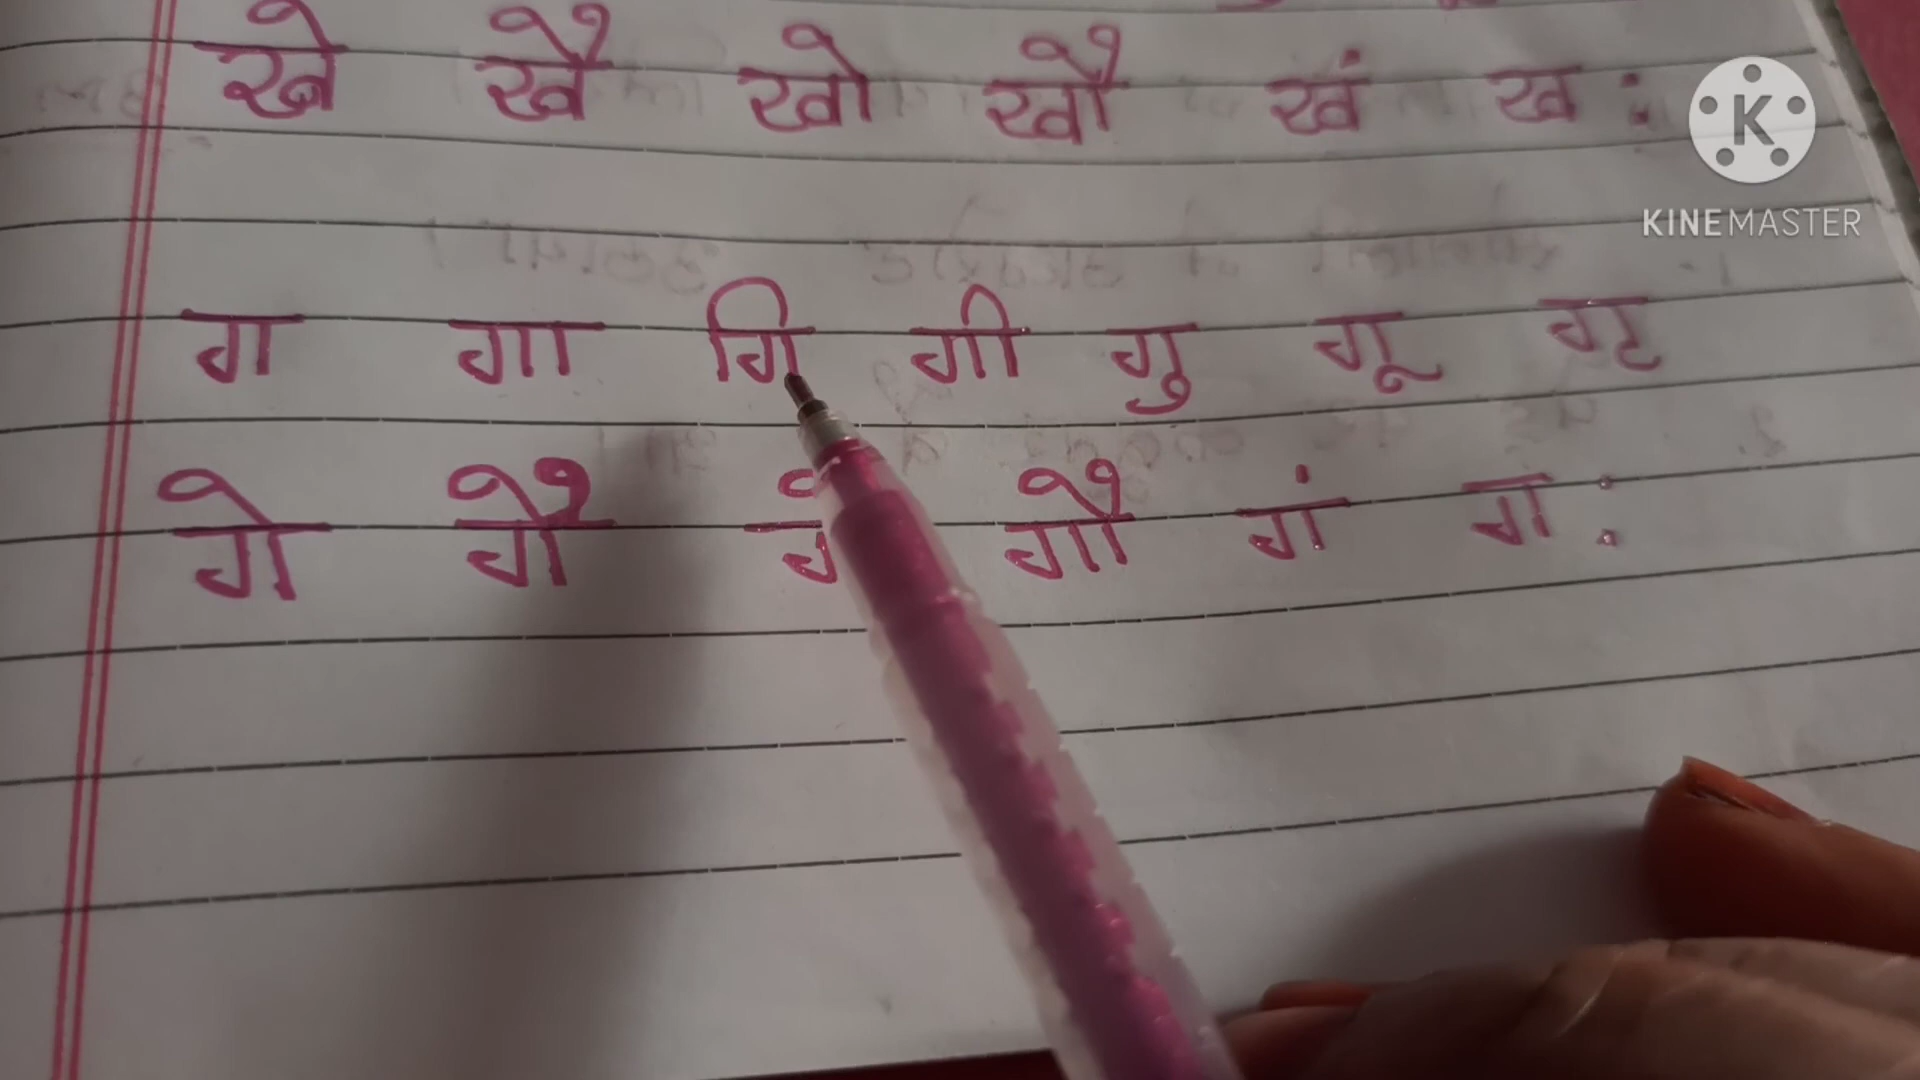 खे खै खो खौ खं ख:
KINEMASTER
ग गा गि गी गु गू गृ
गे गै गौ गं ग: